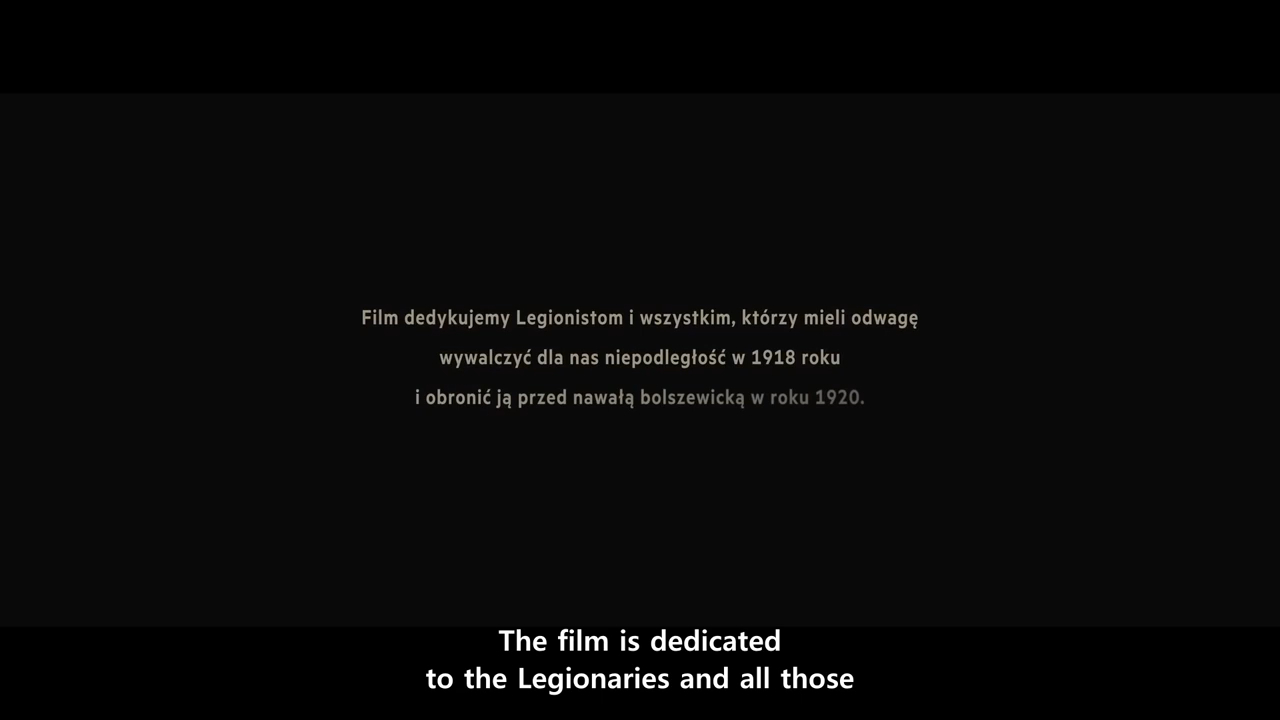 Film dedykujemy Legionistom i wszystkim, którzy mieli odwagę
wywalczyć dla nas niepodległość w 1918 roku
i obronić ją przed nawałą bolszewicką w roku 1920.
The film is dedicated
to the Legionaries and all those